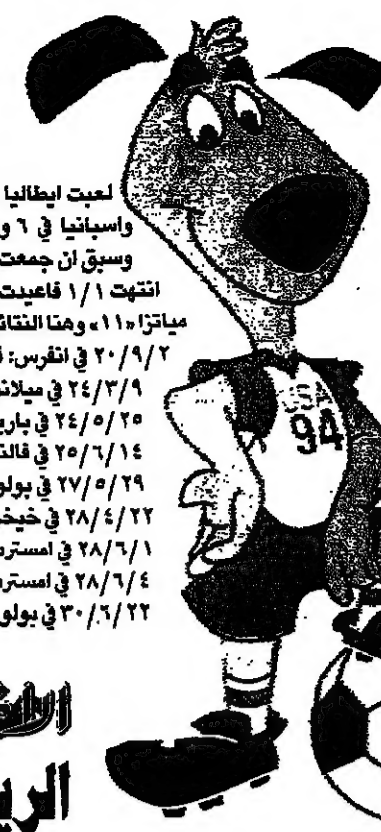 لعبت ايطاليا
واسبانيا في ٦ و
وسبق ان جمعت
انتهت ١/١ فاعيدت
مباترا «١١» وهنا النتائ
٢٠/٩/٢ في انفرس:
٢٤/٣/٩ في ميلان
٢٤/٥/٢٥ في باري
٢٥/٦/١٤ في فالن
٢٧/٥/٢٩ في بولو
٢٨/٤/٢٢ في خيخ
٢٨/٦/١ في امستر
٢٨/٦/٤ في امستر
٣٠/٦/٢٢ في بولو
USA
94
الري